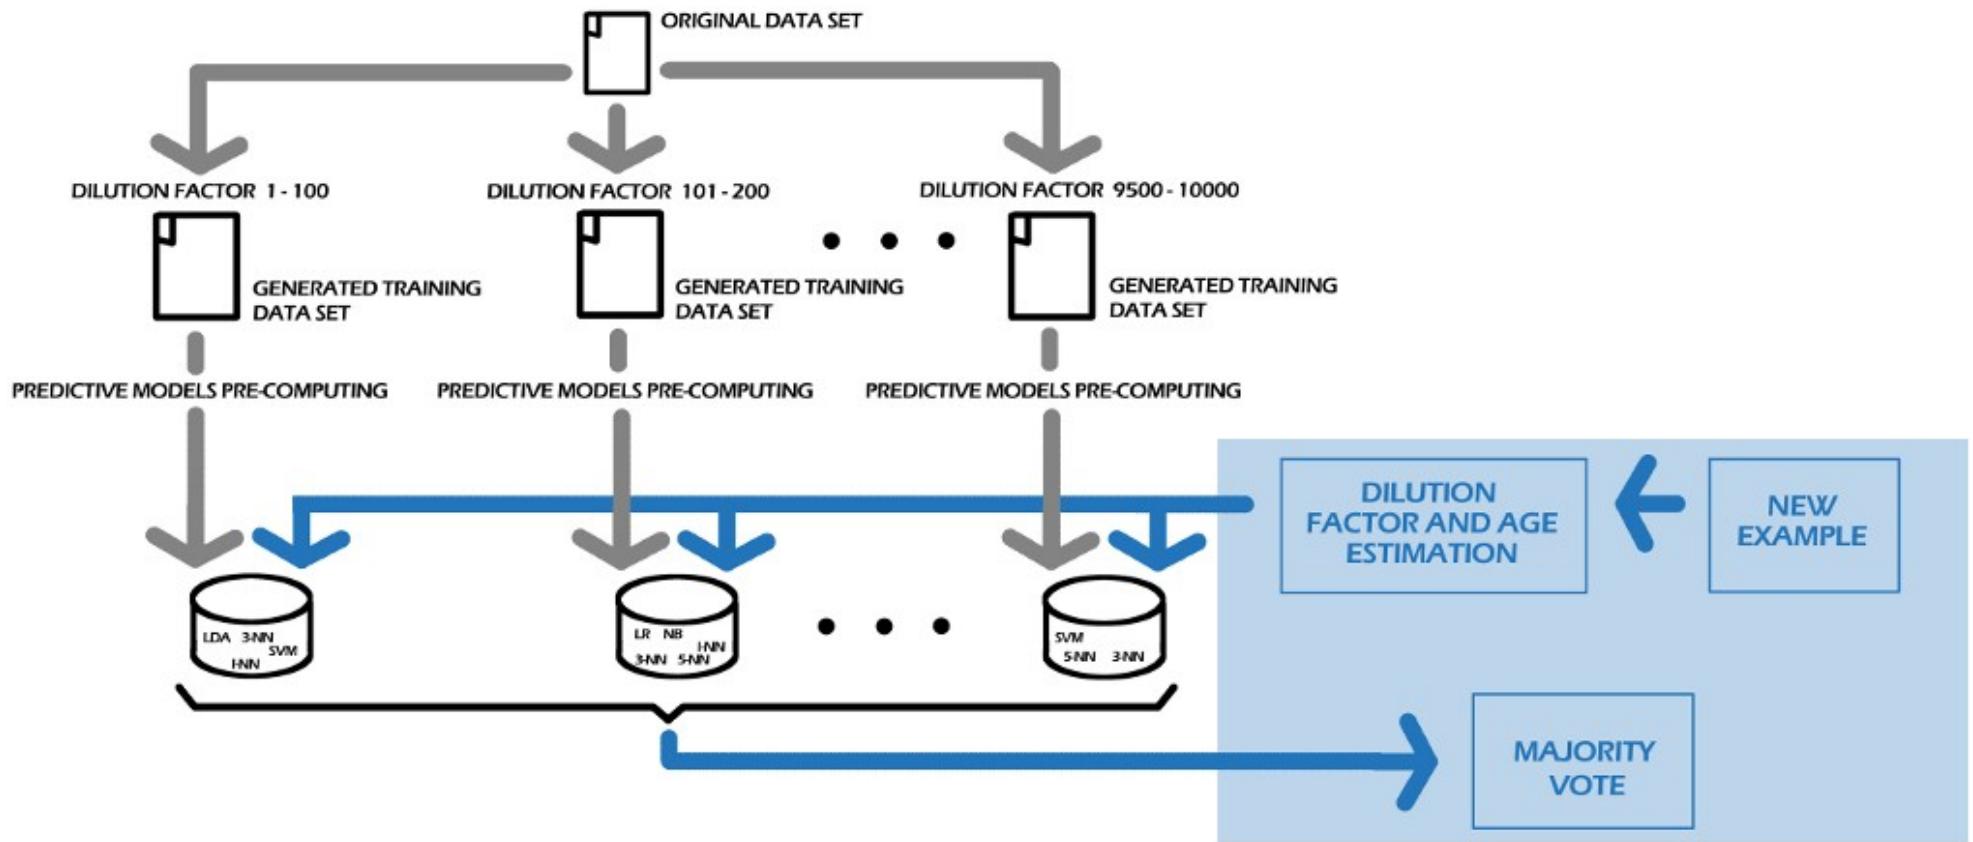 ORIGINAL DATA SET
DILUTION FACTOR 1 - 100
DILUTION FACTOR 101 - 200
DILUTION FACTOR 9500 - 10000
GENERATED TRAINING
DATA SET
GENERATED TRAINING
DATA SET
GENERATED TRAINING
DATA SET
PREDICTIVE MODELS PRE-COMPUTING
PREDICTIVE MODELS PRE-COMPUTING
PREDICTIVE MODELS PRE-COMPUTING
DILUTION
FACTOR AND AGE
ESTIMATION
NEW
EXAMPLE
LDA 3-NN
SVM
1-NN
LR NB
1-NN
3-NN 5-NN
SVM
5-NN 3-NN
MAJORITY
VOTE